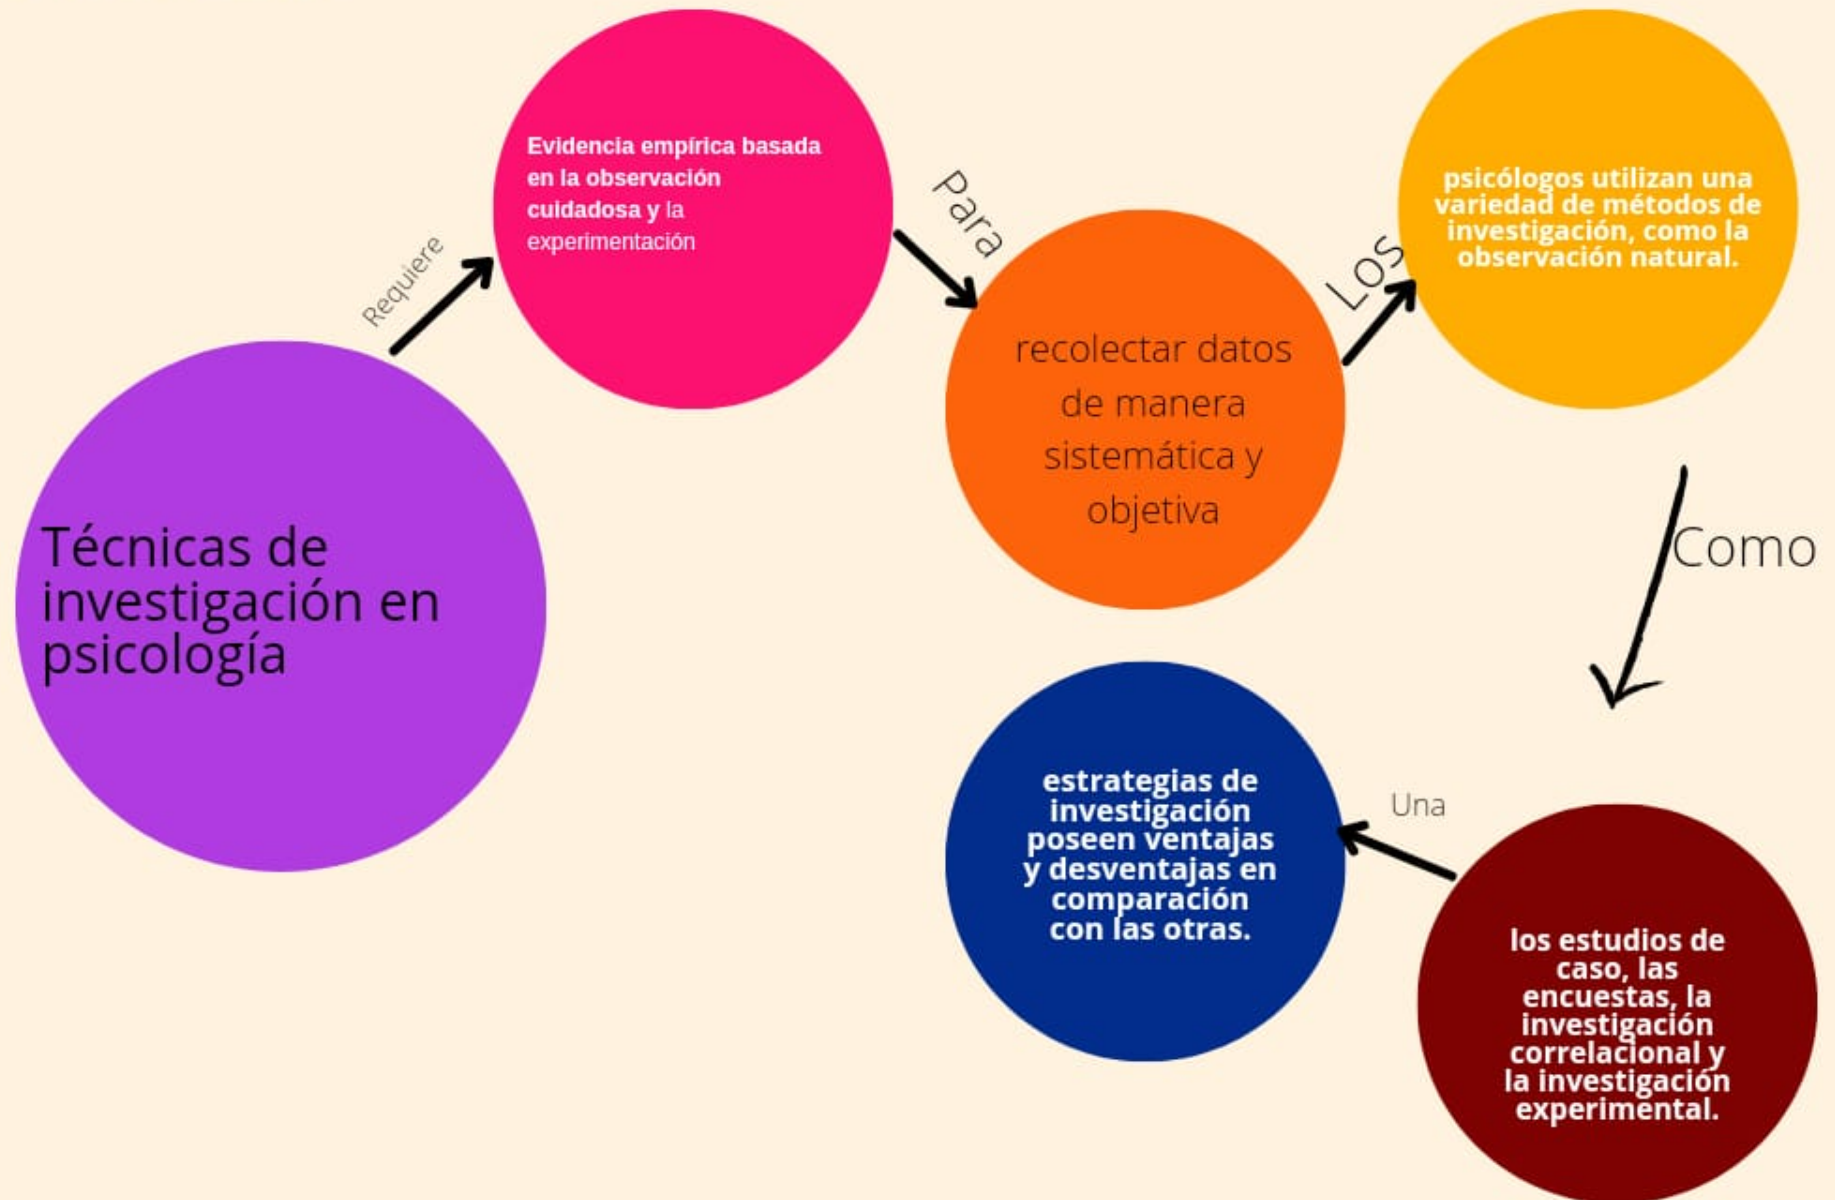 Técnicas de
investigación en
psicología
Requiere
Evidencia empírica basada
en la observación
cuidadosa y la
experimentación
Para
recolectar datos
de manera
sistemática y
objetiva
Los
psicólogos utilizan una
variedad de métodos de
investigación, como la
observación natural.
Como
los estudios de
caso, las
encuestas, la
investigación
correlacional y
la investigación
experimental.
Una
estrategias de
investigación
poseen ventajas
y desventajas en
comparación
con las otras.